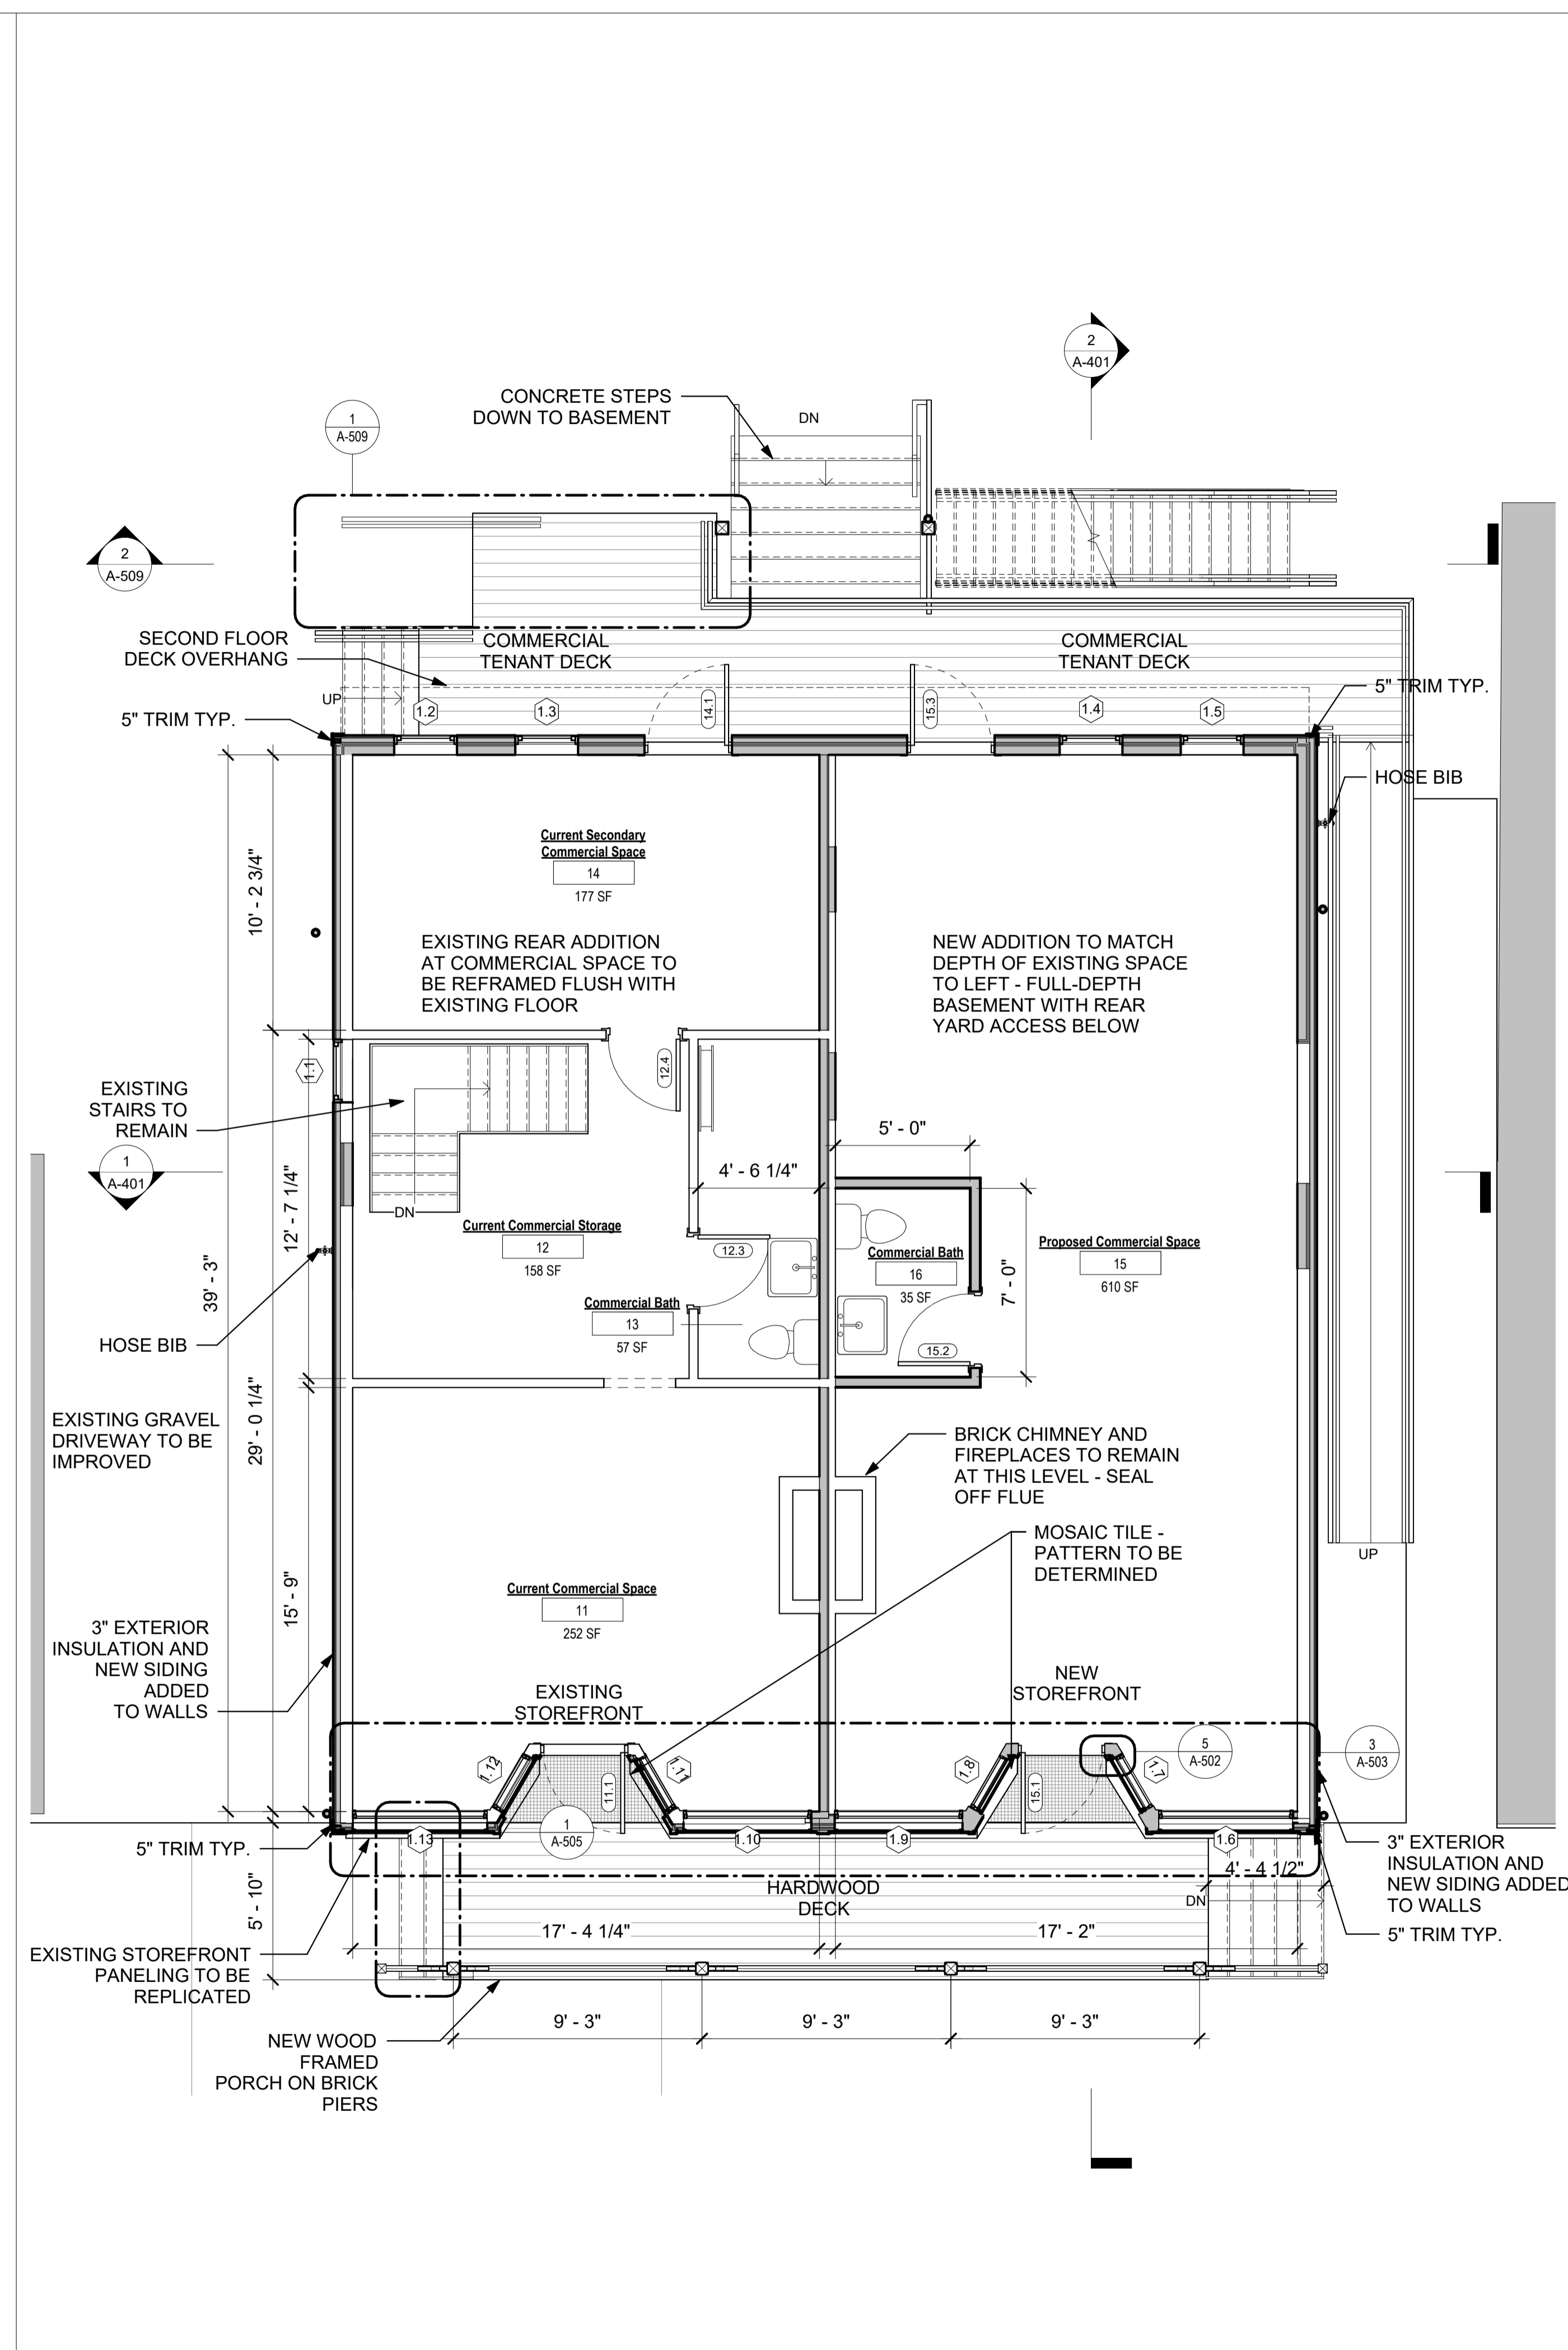 2
A-401
CONCRETE STEPS
DOWN TO BASEMENT
DN
1
A-509
2
A-509
SECOND FLOOR
DECK OVERHANG
COMMERCIAL
TENANT DECK
COMMERCIAL
TENANT DECK
UP
1.2
1.3
14.1
15.3
1.4
1.5
5" TRIM TYP.
5" TRIM TYP.
HOSE BIB
Current Secondary
Commercial Space
14
177 SF
10' - 2 3/4"
EXISTING REAR ADDITION
AT COMMERCIAL SPACE TO
BE REFRAMED FLUSH WITH
EXISTING FLOOR
NEW ADDITION TO MATCH
DEPTH OF EXISTING SPACE
TO LEFT - FULL-DEPTH
BASEMENT WITH REAR
YARD ACCESS BELOW
1.1
12.4
EXISTING
STAIRS TO
REMAIN
5' - 0"
4' - 6 1/4"
1
A-401
12' - 7 1/4"
DN
Current Commercial Storage
12
158 SF
12.3
Commercial Bath
16
35 SF
Proposed Commercial Space
15
610 SF
7' - 0"
39' - 3"
Commercial Bath
13
57 SF
15.2
HOSE BIB
29' - 0 1/4"
EXISTING GRAVEL
DRIVEWAY TO BE
IMPROVED
BRICK CHIMNEY AND
FIREPLACES TO REMAIN
AT THIS LEVEL - SEAL
OFF FLUE
MOSAIC TILE -
PATTERN TO BE
DETERMINED
UP
15' - 9"
Current Commercial Space
11
252 SF
3" EXTERIOR
INSULATION AND
NEW SIDING
ADDED
TO WALLS
EXISTING
STOREFRONT
NEW
STOREFRONT
1.12
11.1
1.11
1.8
15.1
1.7
5
A-502
3
A-503
1
A-505
1.13
1.10
1.9
1.6
5" TRIM TYP.
3" EXTERIOR
INSULATION AND
NEW SIDING ADDED
TO WALLS
4' - 4 1/2"
HARDWOOD
DECK
DN
5' - 10"
17' - 4 1/4"
17' - 2"
5" TRIM TYP.
EXISTING STOREFRONT
PANELING TO BE
REPLICATED
9' - 3"
9' - 3"
9' - 3"
NEW WOOD
FRAMED
PORCH ON BRICK
PIERS